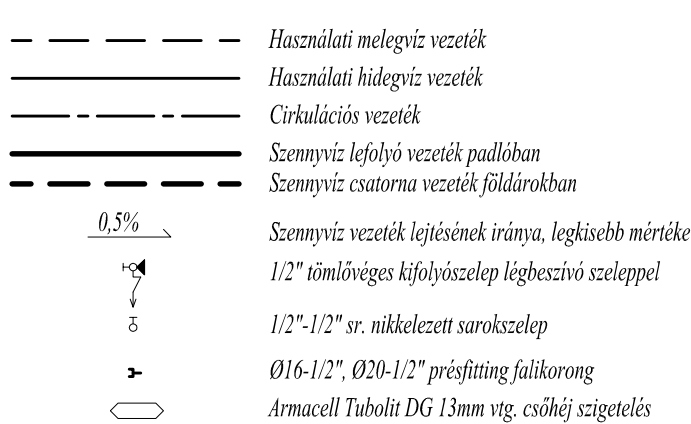 Használati melegvíz vezeték
Használati hidegvíz vezeték
Cirkulációs vezeték
Szennyvíz lefolyó vezeték padlóban
Szennyvíz csatorna vezeték földárokban
0,5% Szennyvíz vezeték lejtésének iránya, legkisebb mértéke
1/2" tömlővéges kifolyószelep légbeszívó szeleppel
1/2"-1/2" sr. nikkelezett sarokszelep
Ø16-1/2", Ø20-1/2" présfitting falikorong
Armacell Tubolit DG 13mm vtg. csőhéj szigetelés